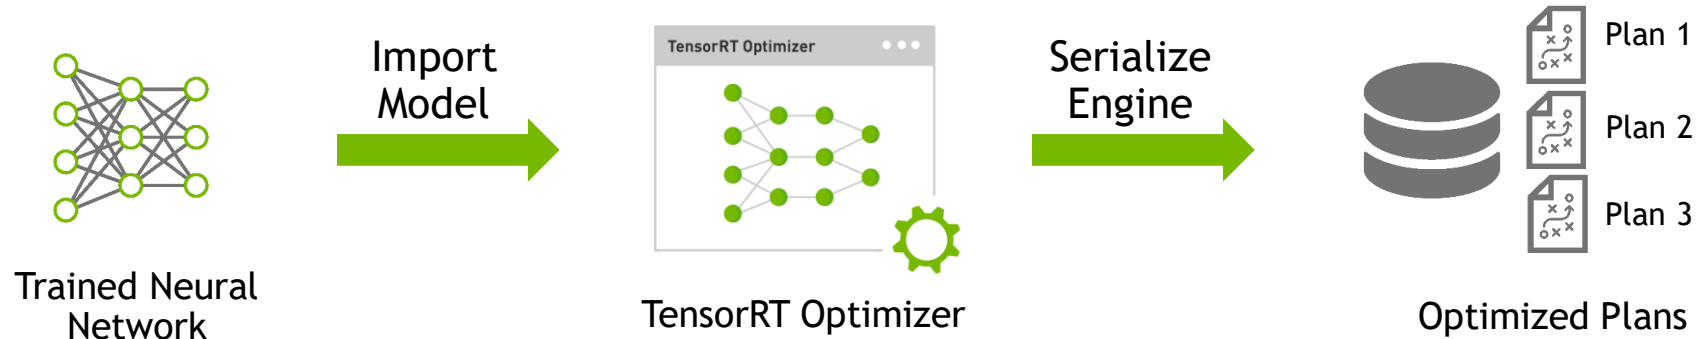 Import
Model
TensorRT Optimizer
Serialize
Engine
Plan 1
Plan 2
Plan 3
Trained Neural
Network
TensorRT Optimizer
Optimized Plans